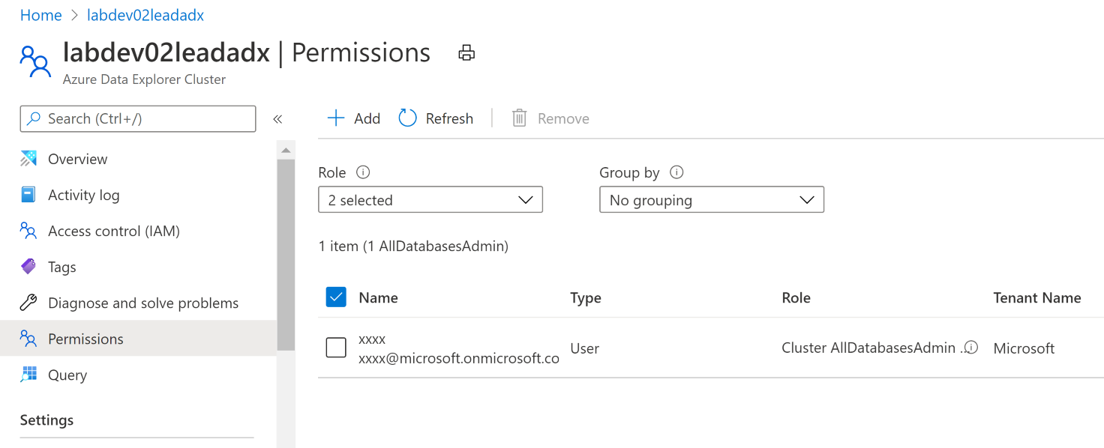 Home > labdev02leadadx
labdev02leadadx | Permissions
Azure Data Explorer Cluster
Search (Ctrl+/)
«
Overview
Activity log
Access control (IAM)
Tags
Diagnose and solve problems
Permissions
Query
Settings
Add Refresh Remove
Role Group by
2 selected No grouping
1 item (1 AllDatabasesAdmin)
Name Type Role Tenant Name
xxxx
xxxx@microsoft.onmicrosoft.co User Cluster AllDatabasesAdmin .. Microsoft